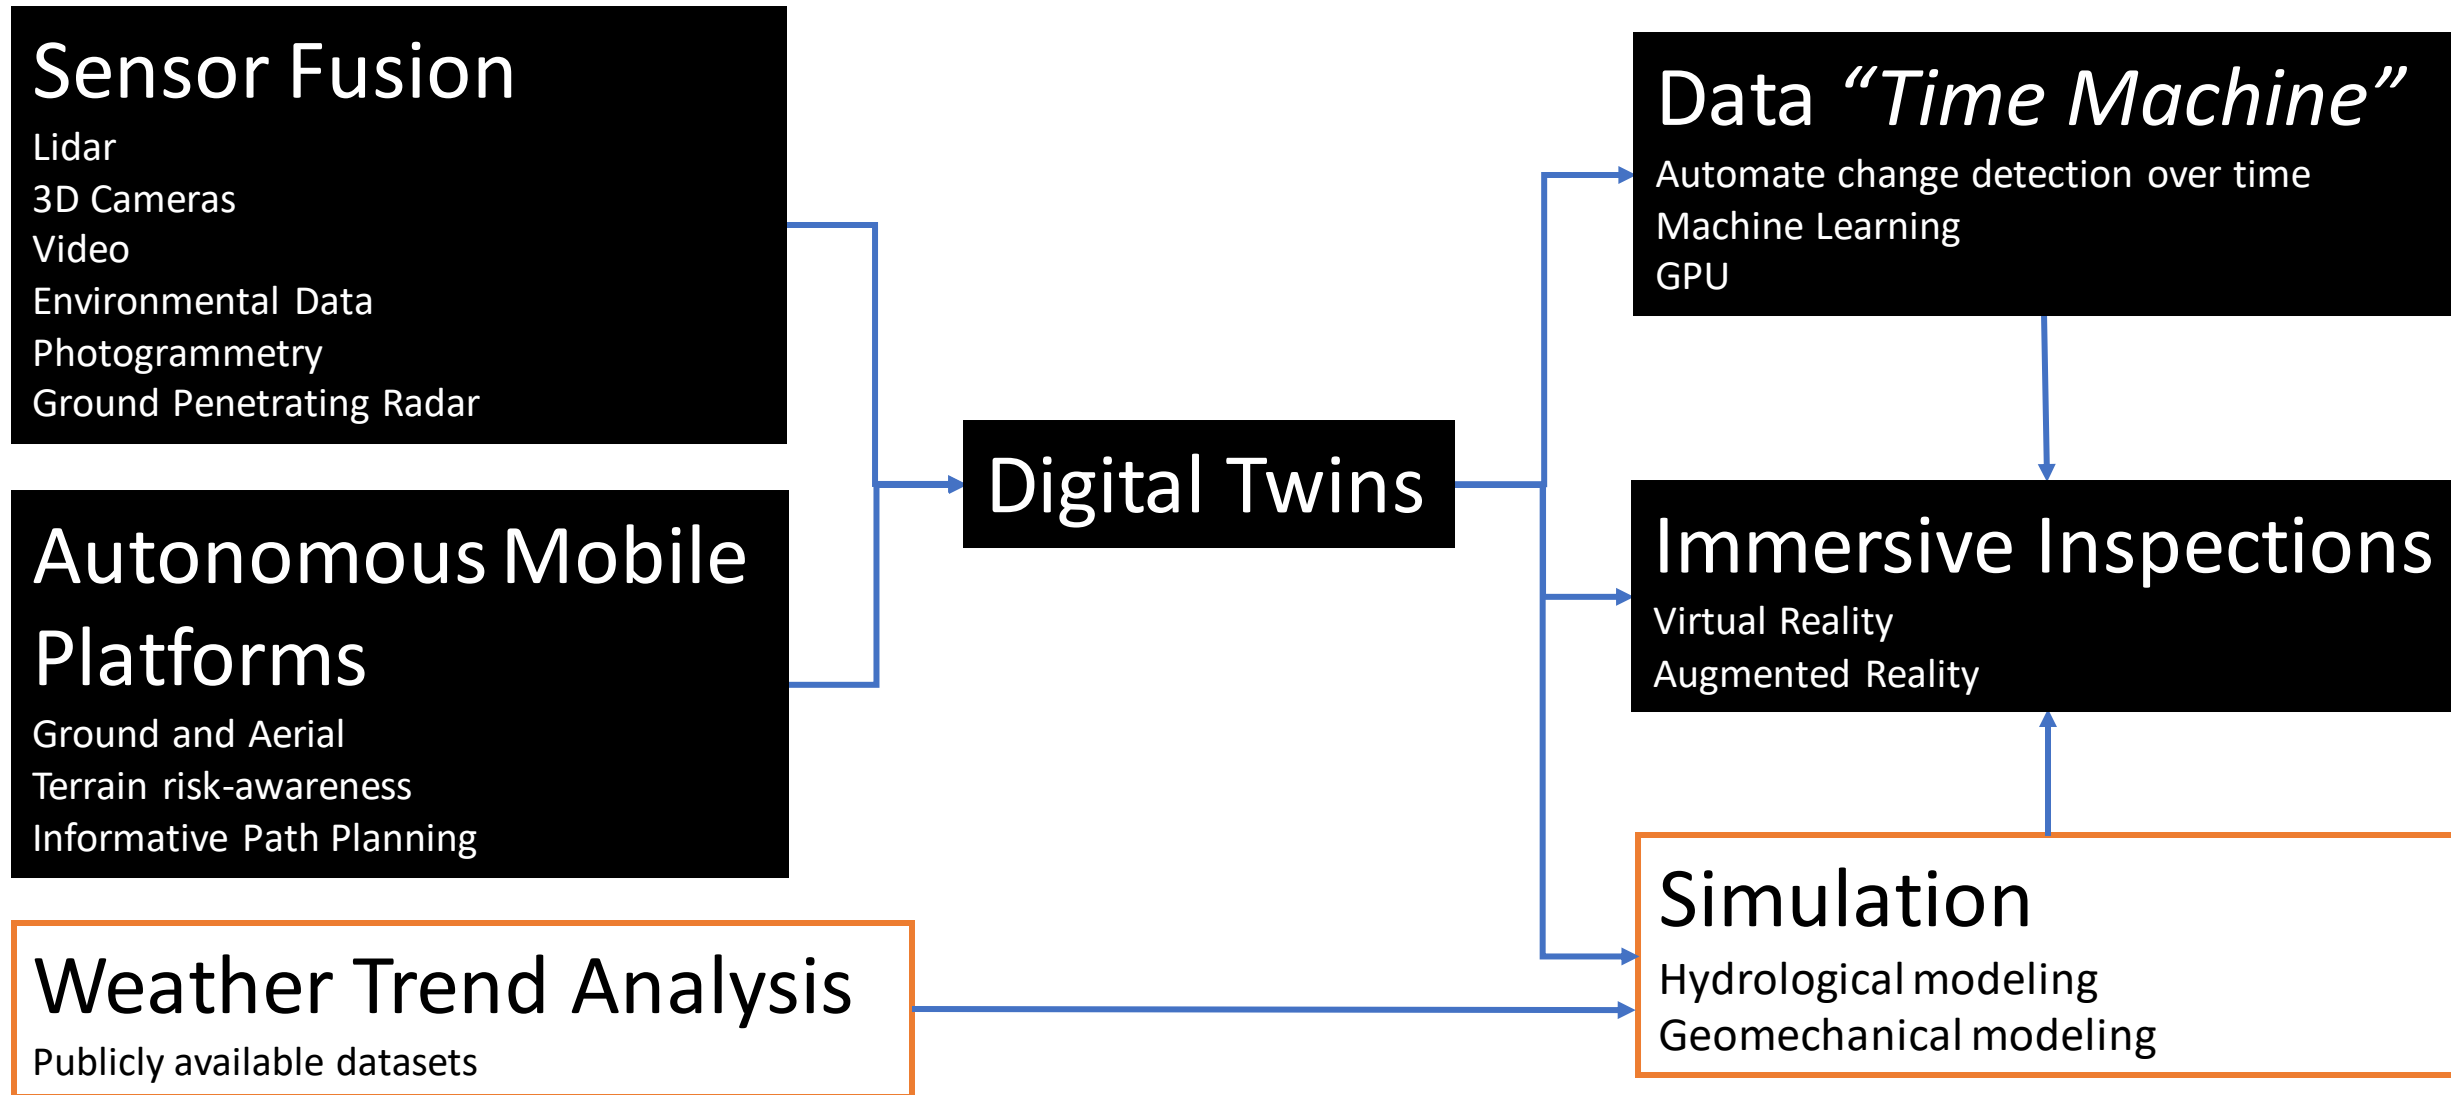 Sensor Fusion
Lidar
3D Cameras
Video
Environmental Data
Photogrammetry
Ground Penetrating Radar
Autonomous Mobile
Platforms
Ground and Aerial
Terrain risk-awareness
Informative Path Planning
Weather Trend Analysis
Publicly available datasets
Digital Twins
Data “Time Machine”
Automate change detection over time
Machine Learning
GPU
Immersive Inspections
Virtual Reality
Augmented Reality
Simulation
Hydrological modeling
Geomechanical modeling